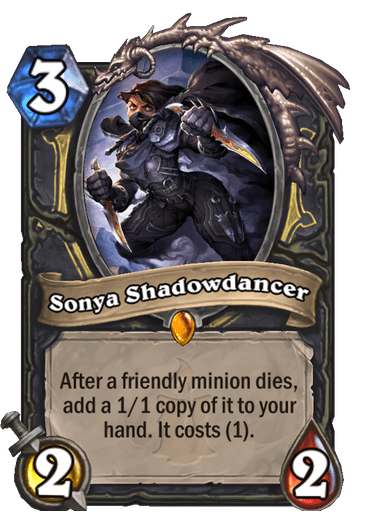 3
Sonya Shadowdancer
After a friendly minion dies,
add a 1/1 copy of it to your
hand. It costs (1).
2
2